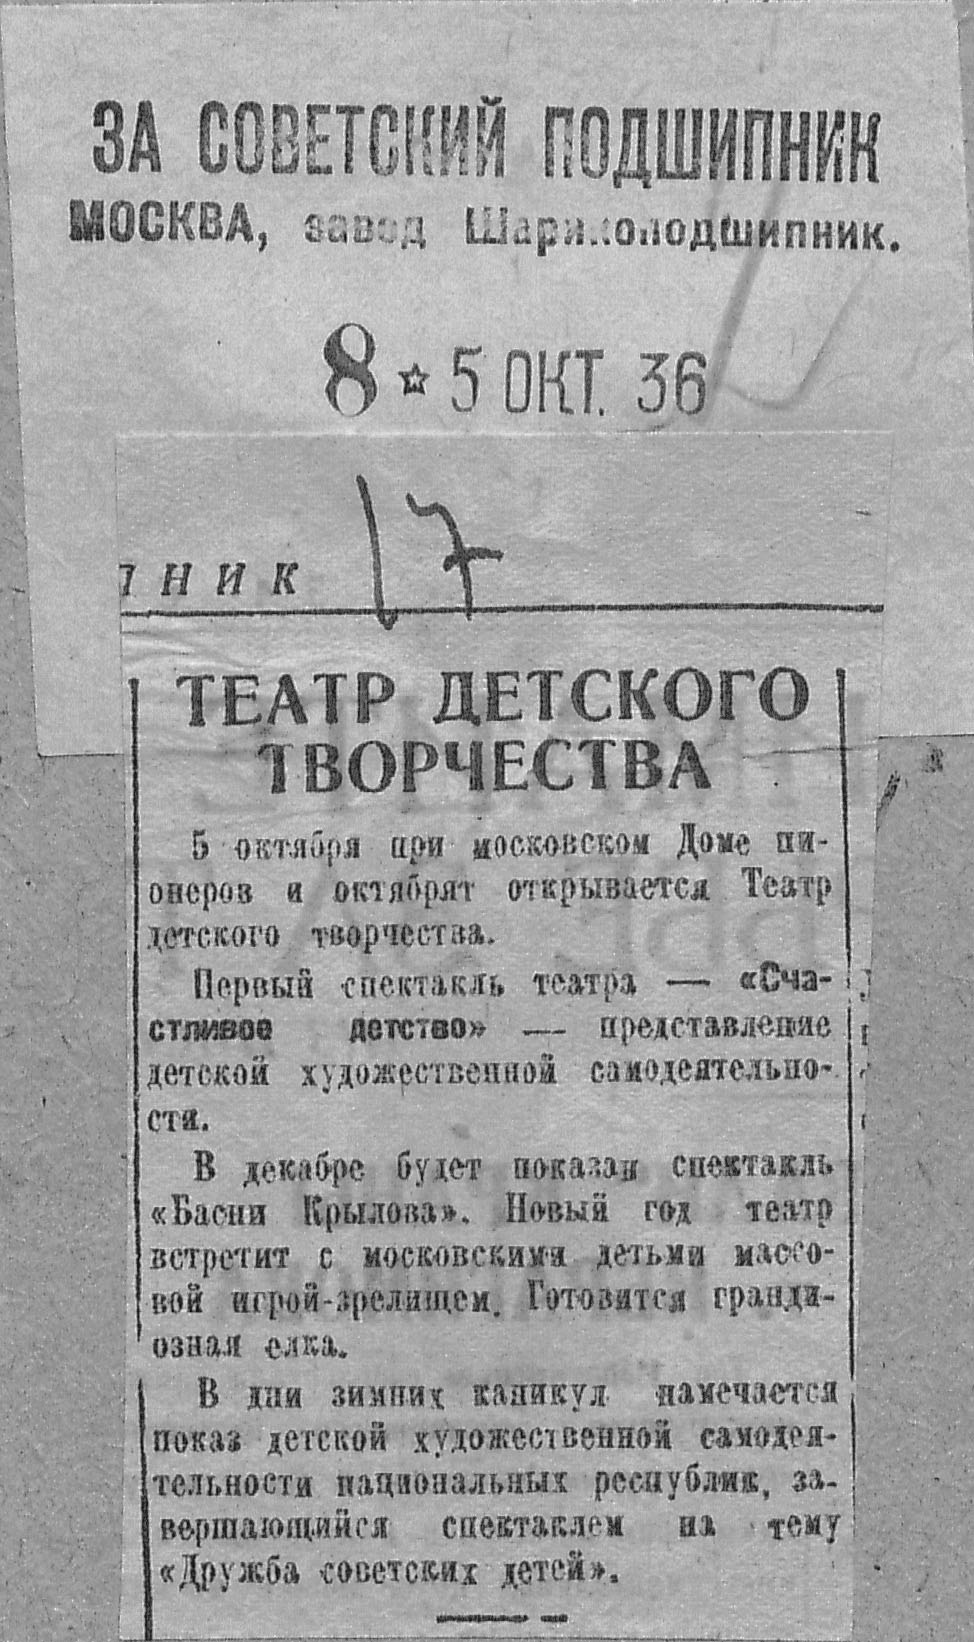 ЗА СОВЕТСКИЙ ПОДШИПНИК
МОСКВА, завод Шарикоподшипник.
8 ☆ 5 ОКТ. 36
17
пник
ТЕАТР ДЕТСКОГО
ТВОРЧЕСТВА
5 октября при московском Доме пи-
онеров и октябрят открывается Театр
детского творчества.
Первый спектакль театра — «Сча-
стливое детство» — представление
детской художественной самодеятельно-
сти.
В декабре будет показан спектакль
«Басни Крылова». Новый год театр
встретит с московскими детьми массо-
вой игрой-зрелищем. Готовится гранди-
озная елка.
В дни зимних каникул намечается
показ детской художественной самодея-
тельности национальных республик, за-
вершающийся спектаклем на тему
«Дружба советских детей».